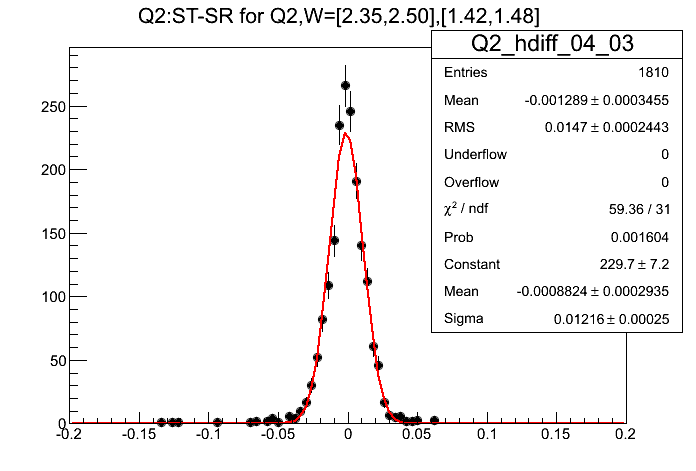 Q2:ST-SR for Q2,W=[2.35,2.50],[1.42,1.48]
Q2_hdiff_04_03
Entries 1810
Mean -0.001289 ± 0.0003455
RMS 0.0147 ± 0.0002443
Underflow 0
Overflow 0
χ² / ndf 59.36 / 31
Prob 0.001604
Constant 229.7 ± 7.2
Mean -0.0008824 ± 0.0002935
Sigma 0.01216 ± 0.00025
250
200
150
100
50
0
-0.2 -0.15 -0.1 -0.05 0 0.05 0.1 0.15 0.2